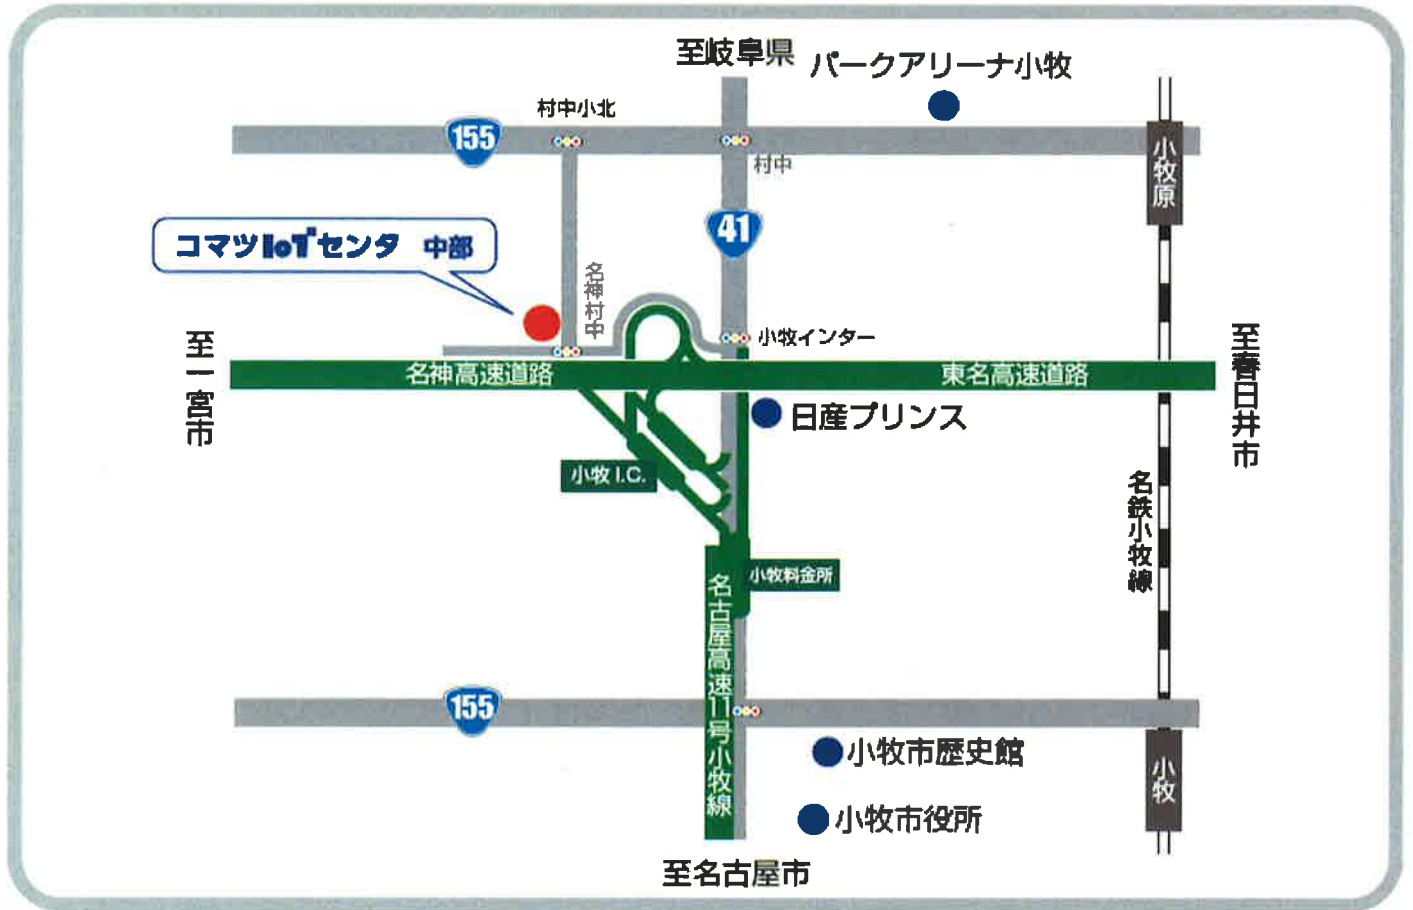 至岐阜県
パークアリーナ小牧
村中小北
155
村中
小牧原
41
コマツIoTセンタ 中部
名神村中
小牧インター
至一宮市
至春日井市
名神高速道路
東名高速道路
日産プリンス
小牧 I.C.
名鉄小牧線
小牧料金所
名古屋高速11号小牧線
155
小牧市歴史館
小牧
小牧市役所
至名古屋市